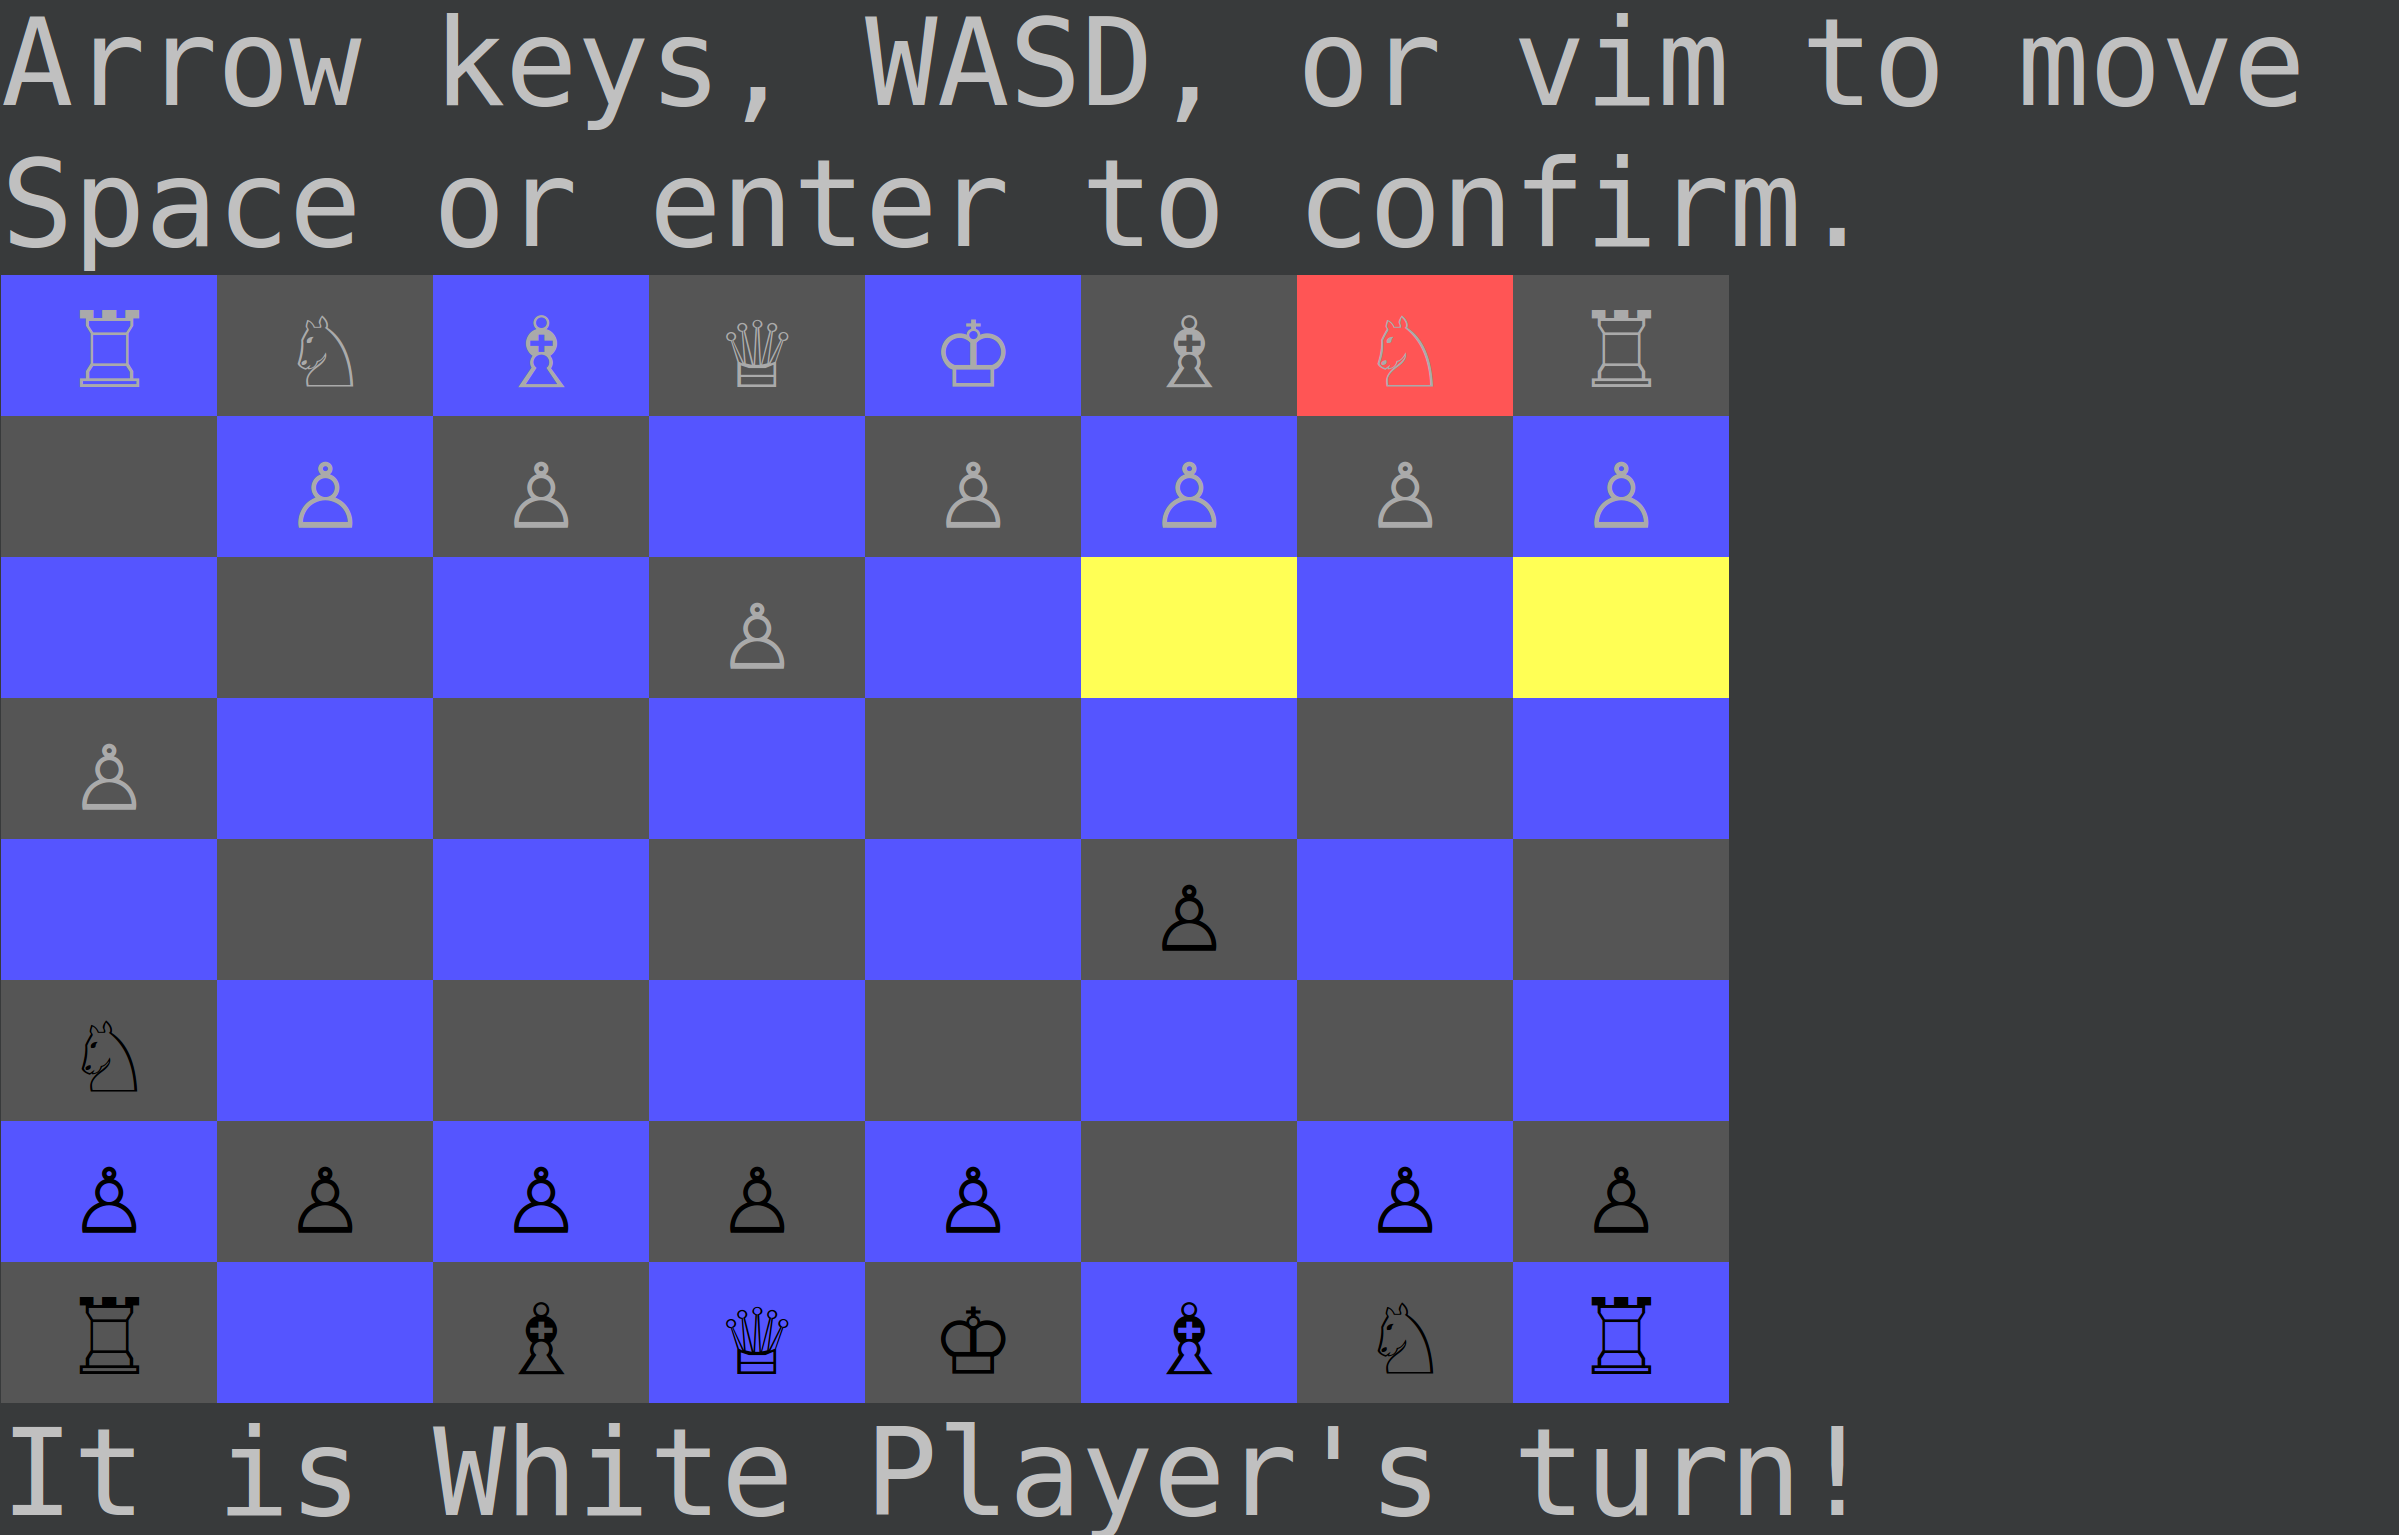 Arrow keys, WASD, or vim to move
Space or enter to confirm.
It is White Player's turn!